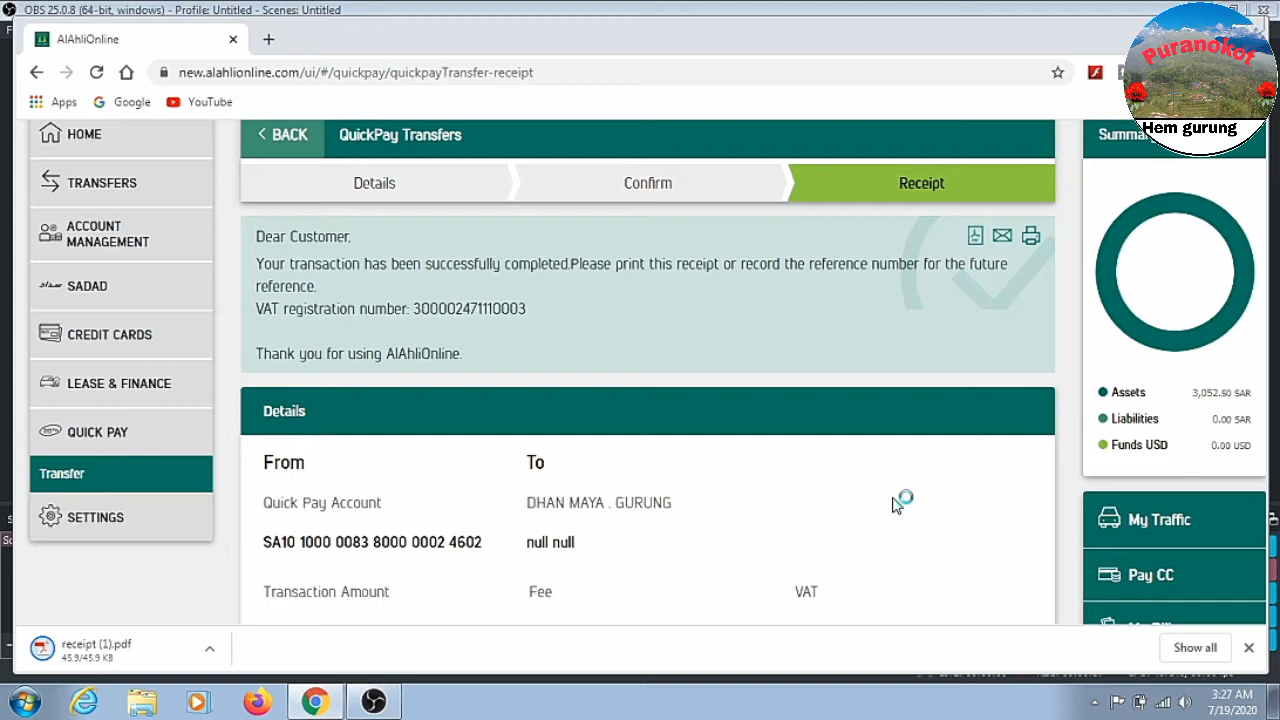 OBS 25.0.8 (64-bit, windows) - Profile: Untitled - Scenes: Untitled
AlAhliOnline
new.alahlionline.com/ui/#/quickpay/quickpayTransfer-receipt
Apps
Google
YouTube
Puranokot
Hem gurung
HOME
TRANSFERS
ACCOUNT
MANAGEMENT
SADAD
CREDIT CARDS
LEASE & FINANCE
QUICK PAY
Transfer
SETTINGS
BACK
QuickPay Transfers
Details
Confirm
Receipt
Dear Customer,
Your transaction has been successfully completed.Please print this receipt or record the reference number for the future
reference.
VAT registration number: 300002471110003
Thank you for using AlAhliOnline.
Details
From
To
Quick Pay Account
DHAN MAYA . GURUNG
SA10 1000 0083 8000 0002 4602
null null
Transaction Amount
Fee
VAT
Assets
3,052.50 SAR
Liabilities
0.00 SAR
Funds USD
0.00 USD
My Traffic
Pay CC
receipt (1).pdf
45.9/45.9 KB
Show all
3:27 AM
7/19/2020